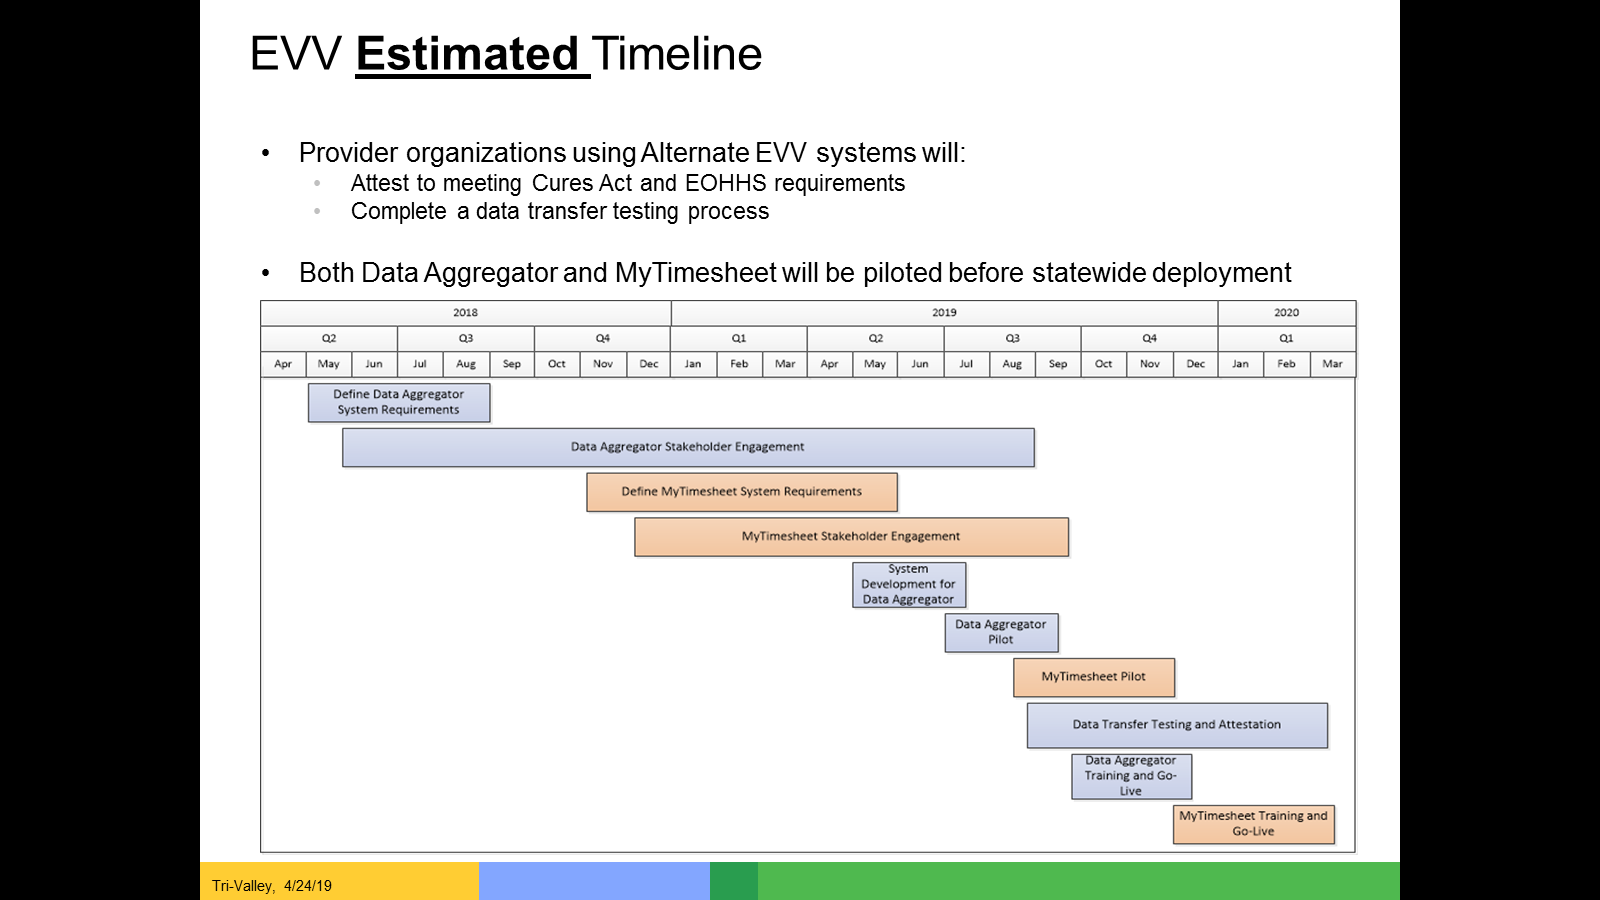 EVV Estimated Timeline
• Provider organizations using Alternate EVV systems will:
• Attest to meeting Cures Act and EOHHS requirements
• Complete a data transfer testing process
• Both Data Aggregator and MyTimesheet will be piloted before statewide deployment
2018 2019 2020
Q2 Q3 Q4 Q1 Q2 Q3 Q4 Q1
Apr May Jun Jul Aug Sep Oct Nov Dec Jan Feb Mar Apr May Jun Jul Aug Sep Oct Nov Dec Jan Feb Mar
Define Data Aggregator
System Requirements
Data Aggregator Stakeholder Engagement
Define MyTimesheet System Requirements
MyTimesheet Stakeholder Engagement
System
Development for
Data Aggregator
Data Aggregator
Pilot
MyTimesheet Pilot
Data Transfer Testing and Attestation
Data Aggregator
Training and Go-
Live
MyTimesheet Training and
Go-Live
Tri-Valley, 4/24/19